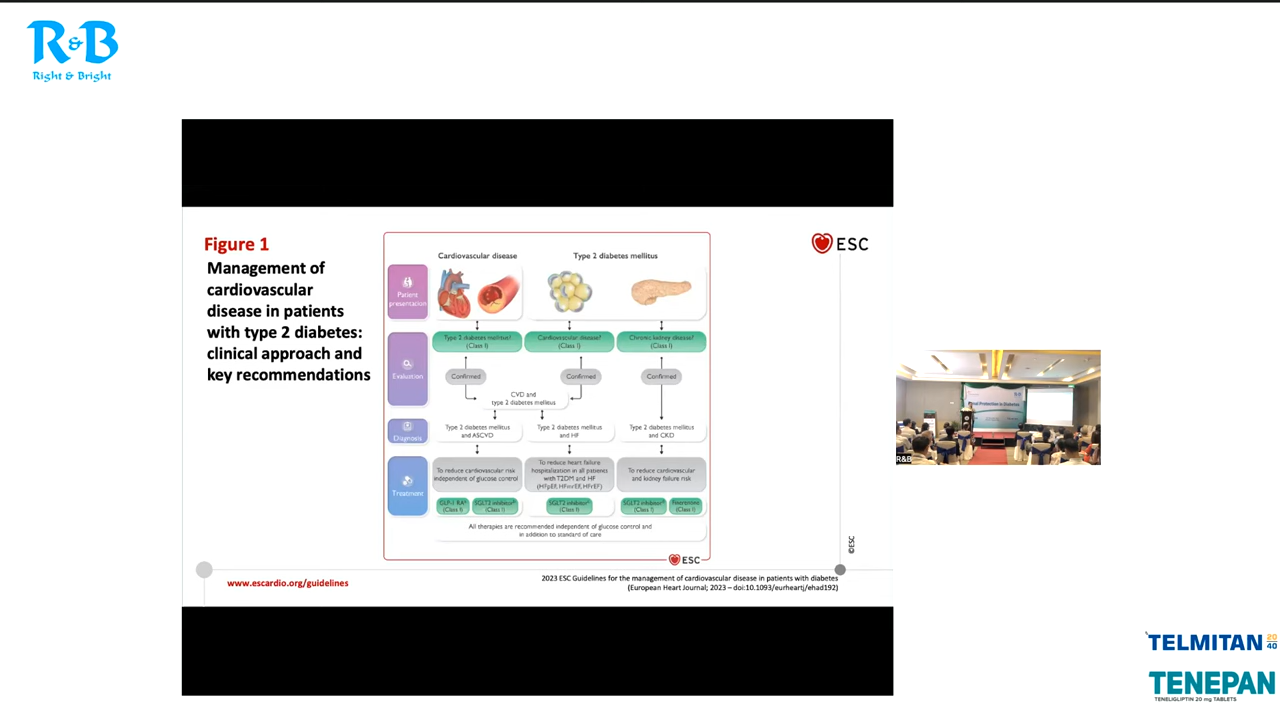 R&B
Right & Bright
Figure 1
Management of
cardiovascular
disease in patients
with type 2 diabetes:
clinical approach and
key recommendations
ESC
Cardiovascular disease
Type 2 diabetes mellitus
Patient
presentation
Type 2 diabetes mellitus?
(Class I)
Cardiovascular disease?
(Class I)
Chronic kidney disease?
(Class I)
Evaluation
Confirmed
Confirmed
Confirmed
CVD and
type 2 diabetes mellitus
Diagnosis
Type 2 diabetes mellitus
and ASCVD
Type 2 diabetes mellitus
and HF
Type 2 diabetes mellitus
and CKD
Treatment
To reduce cardiovascular risk
independent of glucose control
To reduce heart failure
hospitalization in all patients
with T2DM and HF
(HFpEF, HFmrEF, HFrEF)
To reduce cardiovascular
and kidney failure risk
GLP-1 RA
(Class I)
SGLT2 inhibitor
(Class I)
SGLT2 inhibitor
(Class I)
SGLT2 inhibitor
(Class I)
Finerenone
(Class I)
All therapies are recommended independent of glucose control and
in addition to standard of care
ESC
©ESC
www.escardio.org/guidelines
2023 ESC Guidelines for the management of cardiovascular disease in patients with diabetes
(European Heart Journal; 2023 – doi:10.1093/eurheartj/ehad192)
Protection in Diabetes
R&B
TELMITAN 20
40
TENEPAN
TENELIGLIPTIN 20 mg TABLETS